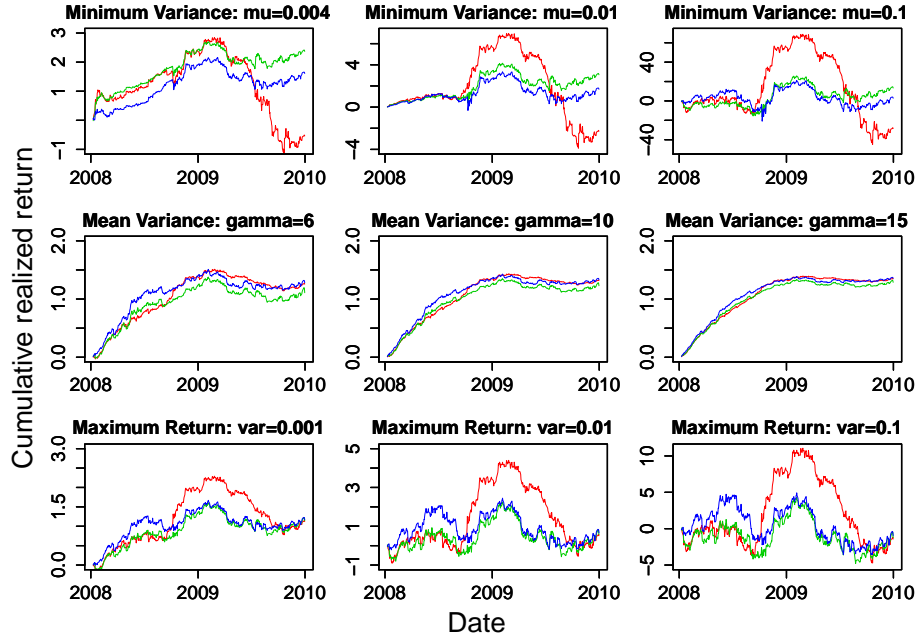 Minimum Variance: mu=0.004
Minimum Variance: mu=0.01
Minimum Variance: mu=0.1
3
2
1
−1
2008 2009 2010
8
4
0
−4
2008 2009 2010
40
0
−40
2008 2009 2010
Mean Variance: gamma=6
Mean Variance: gamma=10
Mean Variance: gamma=15
2.0
1.0
0.0
2008 2009 2010
2.0
1.0
0.0
2008 2009 2010
2.0
1.0
0.0
2008 2009 2010
Maximum Return: var=0.001
Maximum Return: var=0.01
Maximum Return: var=0.1
3.0
1.5
0.0
2008 2009 2010
5
3
1
−1
2008 2009 2010
10
5
0
−5
2008 2009 2010
Cumulative realized return
Date